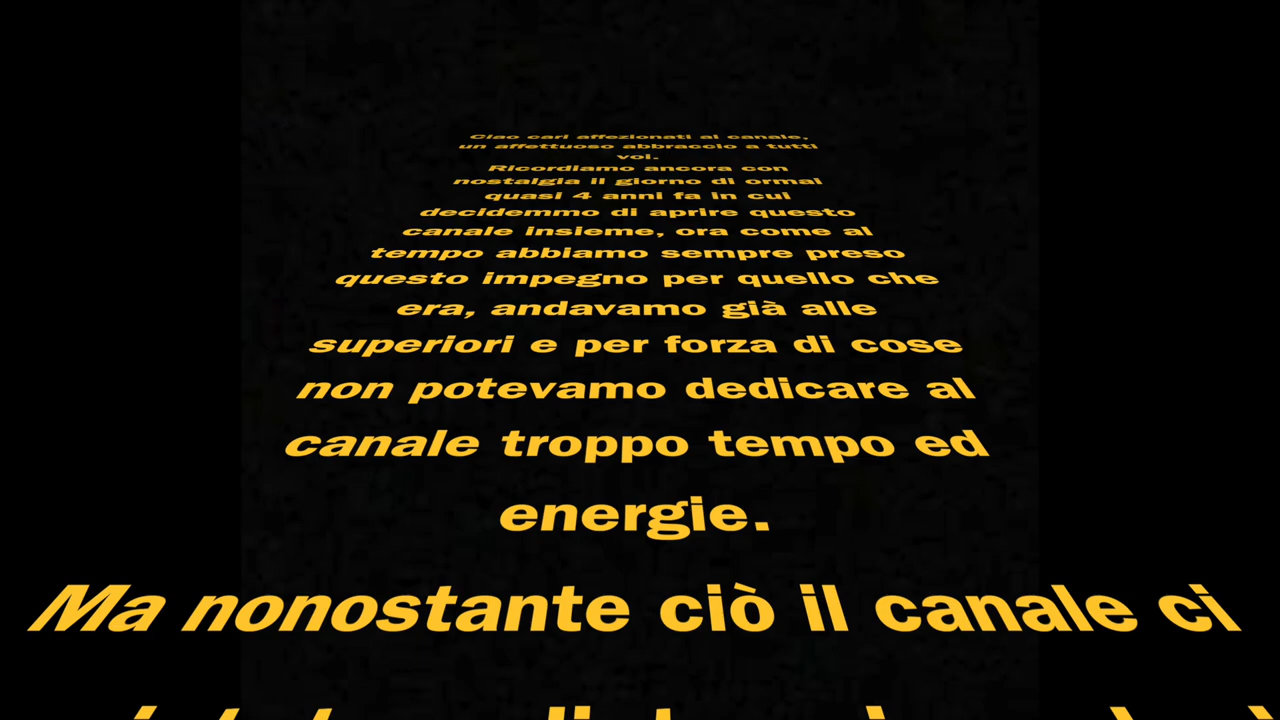 Ciao cari affezionati al canale,
un affettuoso abbraccio a tutti
voi.
Ricordiamo ancora con
nostalgia il giorno di ormai
quasi 4 anni fa in cui
decidemmo di aprire questo
canale insieme, ora come al
tempo abbiamo sempre preso
questo impegno per quello che
era, andavamo già alle
superiori e per forza di cose
non potevamo dedicare al
canale troppo tempo ed
energie.
Ma nonostante ciò il canale ci